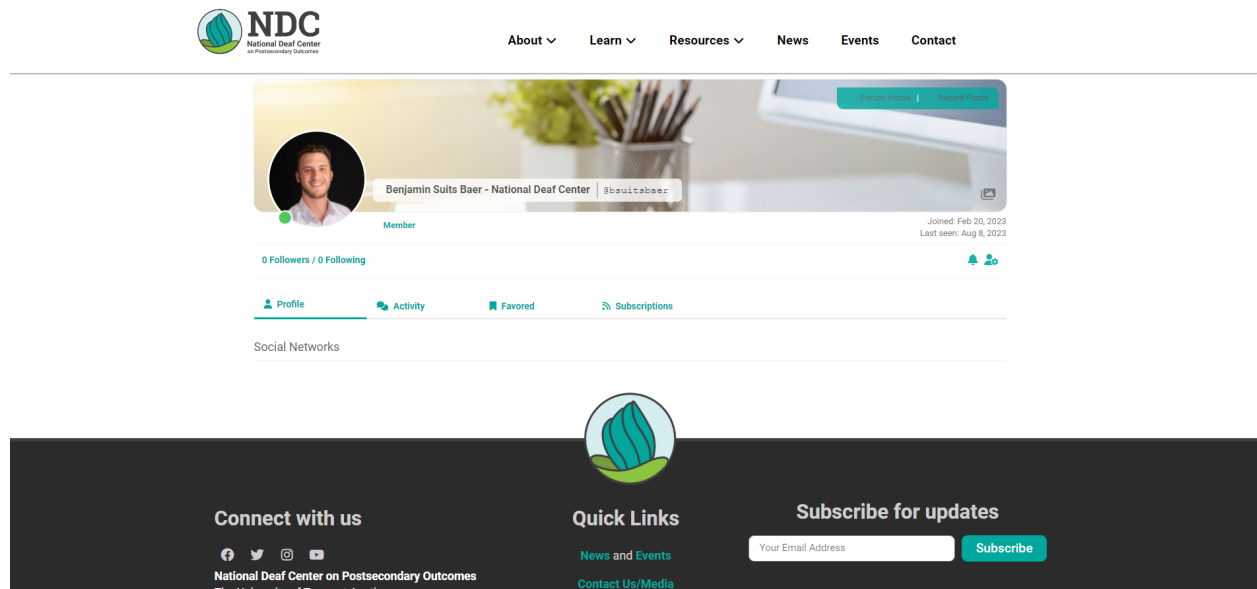 NDC
National Deaf Center
on Postsecondary Outcomes
About Learn Resources News Events Contact
Forum Home | Recent Posts
Benjamin Suits Baer - National Deaf Center @bsuitsbaer
Member
Joined: Feb 20, 2023
Last seen: Aug 8, 2023
0 Followers / 0 Following
Profile Activity Favored Subscriptions
Social Networks
Connect with us
Quick Links
Subscribe for updates
News and Events
Your Email Address Subscribe
National Deaf Center on Postsecondary Outcomes
Contact Us/Media